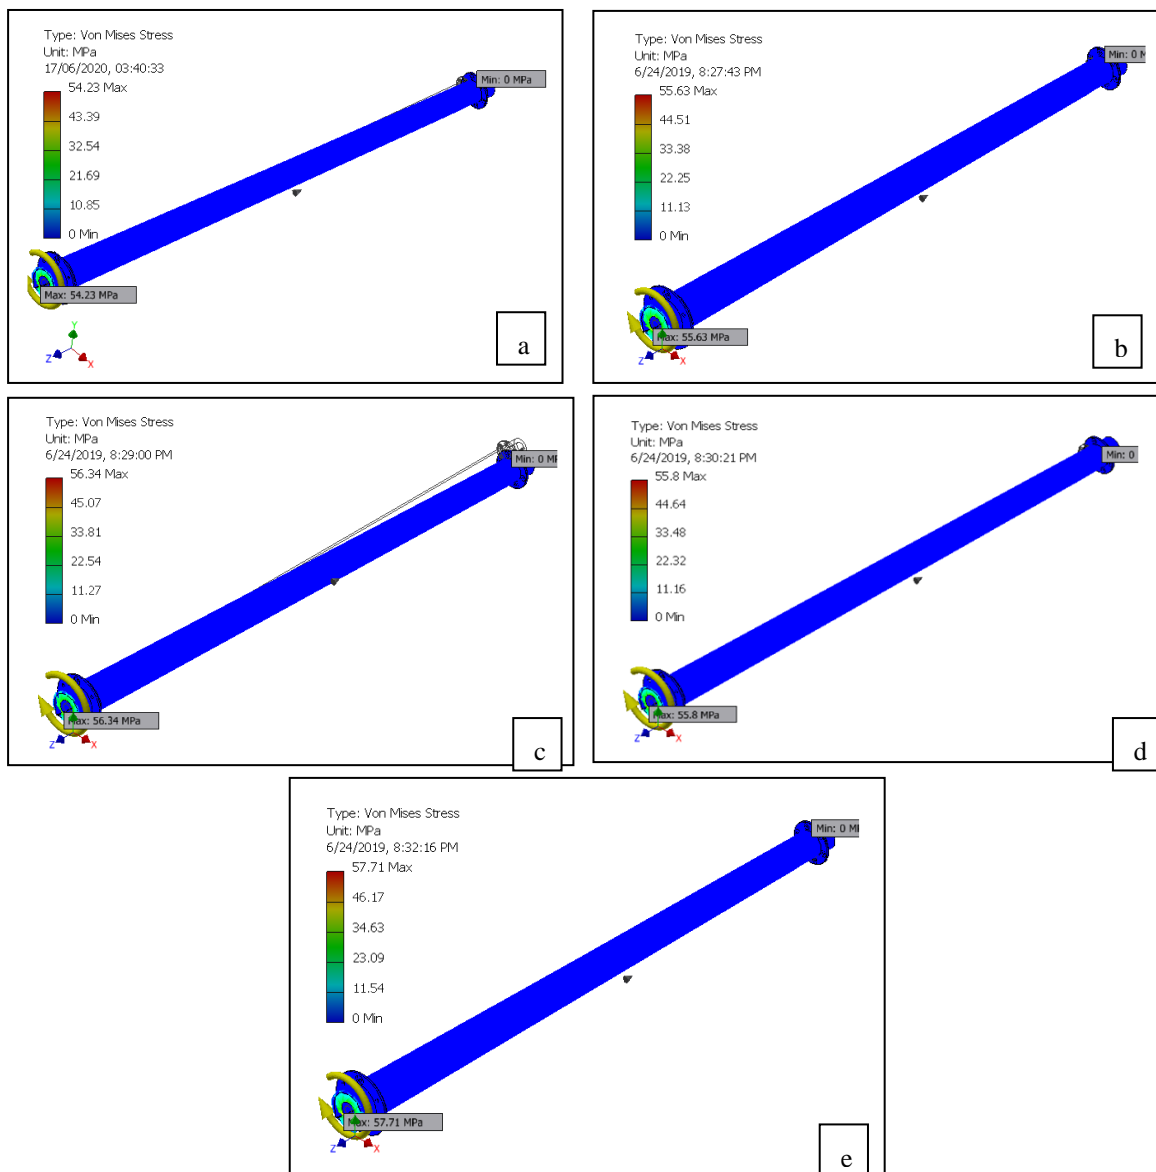 Type: Von Mises Stress
Unit: MPa
17/06/2020, 03:40:33
54.23 Max
43.39
32.54
21.69
10.85
0 Min
Min: 0 MPa
Max: 54.23 MPa
Y
Z
X
a
Type: Von Mises Stress
Unit: MPa
6/24/2019, 8:27:43 PM
55.63 Max
44.51
33.38
22.25
11.13
0 Min
Min: 0 M
Max: 55.63 MPa
Z
X
b
Type: Von Mises Stress
Unit: MPa
6/24/2019, 8:29:00 PM
56.34 Max
45.07
33.81
22.54
11.27
0 Min
Min: 0 MP
Max: 56.34 MPa
Z
X
c
Type: Von Mises Stress
Unit: MPa
6/24/2019, 8:30:21 PM
55.8 Max
44.64
33.48
22.32
11.16
0 Min
Min: 0
Max: 55.8 MPa
Z
X
d
Type: Von Mises Stress
Unit: MPa
6/24/2019, 8:32:16 PM
57.71 Max
46.17
34.63
23.09
11.54
0 Min
Min: 0 M
Max: 57.71 MPa
Z
X
e